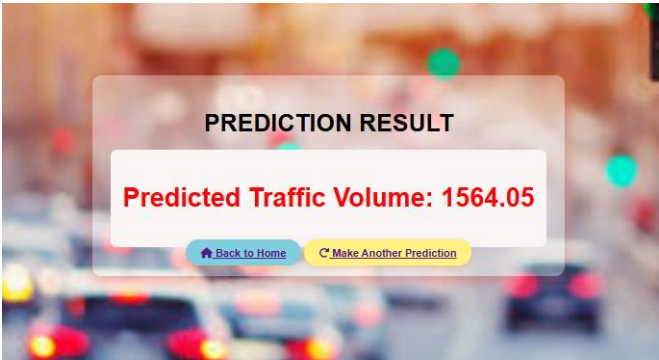 PREDICTION RESULT
Predicted Traffic Volume: 1564.05
Back to Home
Make Another Prediction